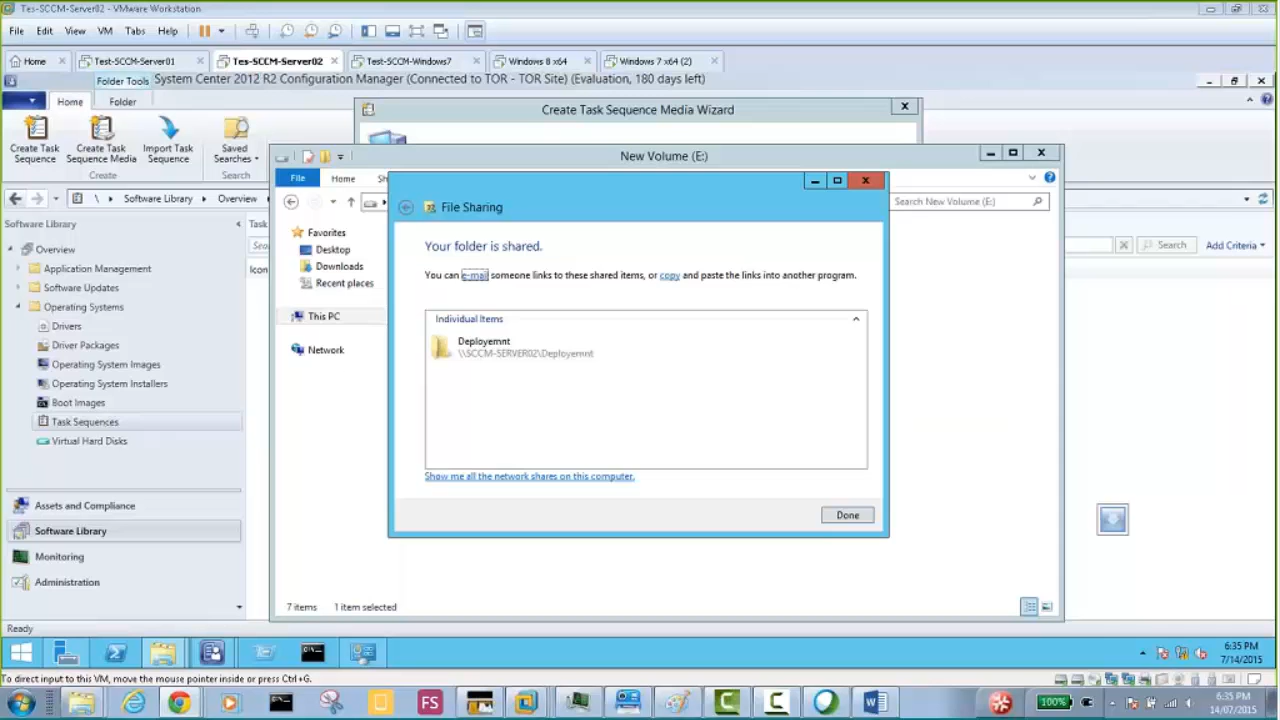 Tes-SCCM-Server02 - VMware Workstation
File Edit View VM Tabs Help
Home Test-SCCM-Server01 Tes-SCCM-Server02 Test-SCCM-Windows7 Windows 8 x64 Windows 7 x64 (2)
Folder Tools System Center 2012 R2 Configuration Manager (Connected to TOR - TOR Site) (Evaluation, 180 days left)
Home Folder
Create Task Sequence
Create Task Sequence Media
Import Task Sequence
Saved Searches
Create
Search
Create Task Sequence Media Wizard
New Volume (E:)
File Home Sh
Search New Volume (E:)
\ Software Library Overview
Software Library
Task
Sea
Search
Add Criteria
Icon
Overview
Application Management
Software Updates
Operating Systems
Drivers
Driver Packages
Operating System Images
Operating System Installers
Boot Images
Task Sequences
Virtual Hard Disks
Assets and Compliance
Software Library
Monitoring
Administration
Favorites
Desktop
Downloads
Recent places
This PC
Network
File Sharing
Your folder is shared.
You can e-mail someone links to these shared items, or copy and paste the links into another program.
Individual Items
Deployemnt
\\SCCM-SERVER02\Deployemnt
Show me all the network shares on this computer.
Done
7 items 1 item selected
Ready
6:35 PM
7/14/2015
To direct input to this VM, move the mouse pointer inside or press Ctrl+G.
FS
100%
6:35 PM
14/07/2015